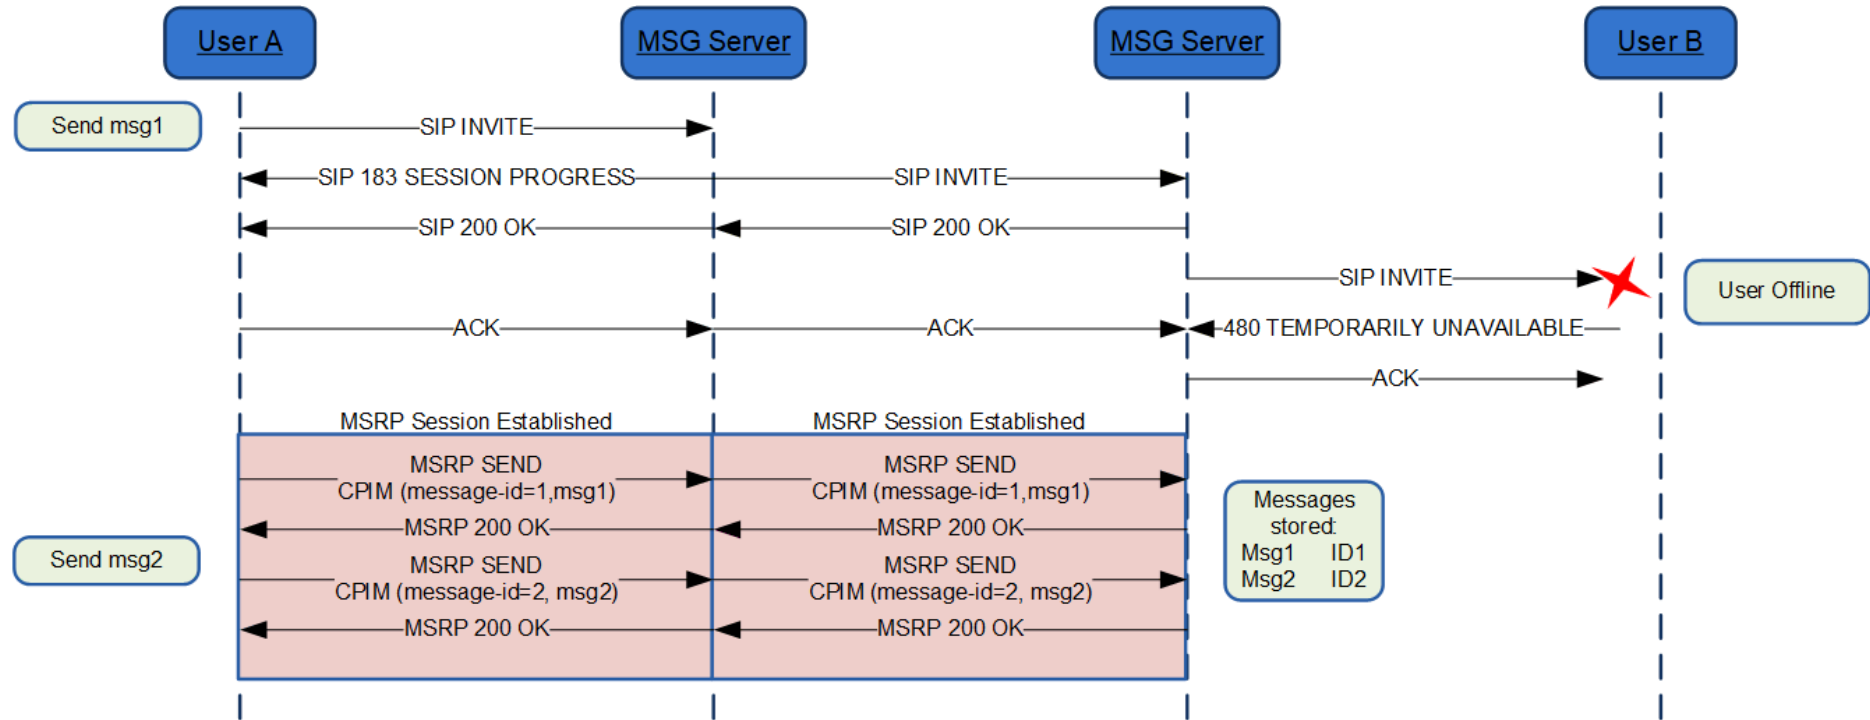 User A
MSG Server
MSG Server
User B
Send msg1
SIP INVITE
SIP 183 SESSION PROGRESS
SIP INVITE
SIP 200 OK
SIP 200 OK
SIP INVITE
User Offline
ACK
ACK
480 TEMPORARILY UNAVAILABLE
ACK
MSRP Session Established
MSRP Session Established
MSRP SEND
CPIM (message-id=1,msg1)
MSRP SEND
CPIM (message-id=1,msg1)
MSRP 200 OK
MSRP 200 OK
Messages
stored:
Msg1 ID1
Msg2 ID2
Send msg2
MSRP SEND
CPIM (message-id=2, msg2)
MSRP SEND
CPIM (message-id=2, msg2)
MSRP 200 OK
MSRP 200 OK